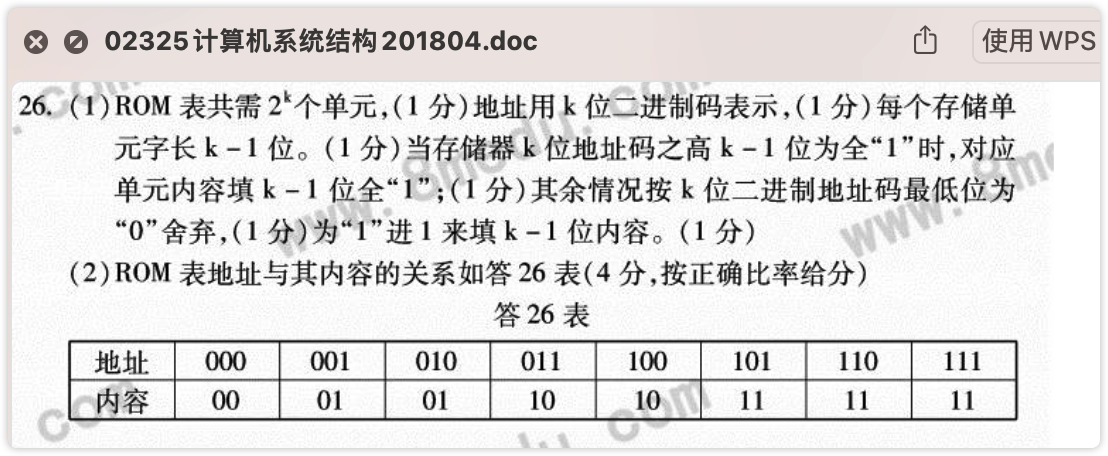 02325计算机系统结构201804.doc
使用 WPS
26. (1)ROM 表共需 2ᵏ个单元,(1 分)地址用 k 位二进制码表示,(1 分)每个存储单
元字长 k－1 位。(1 分)当存储器 k 位地址码之高 k－1 位为全“1”时,对应
单元内容填 k－1 位全“1”;(1 分)其余情况按 k 位二进制地址码最低位为
“0”舍弃,(1 分)为“1”进 1 来填 k－1 位内容。(1 分)
(2)ROM 表地址与其内容的关系如答 26 表(4 分,按正确比率给分)
答 26 表
地址 000 001 010 011 100 101 110 111
内容 00 01 01 10 10 11 11 11